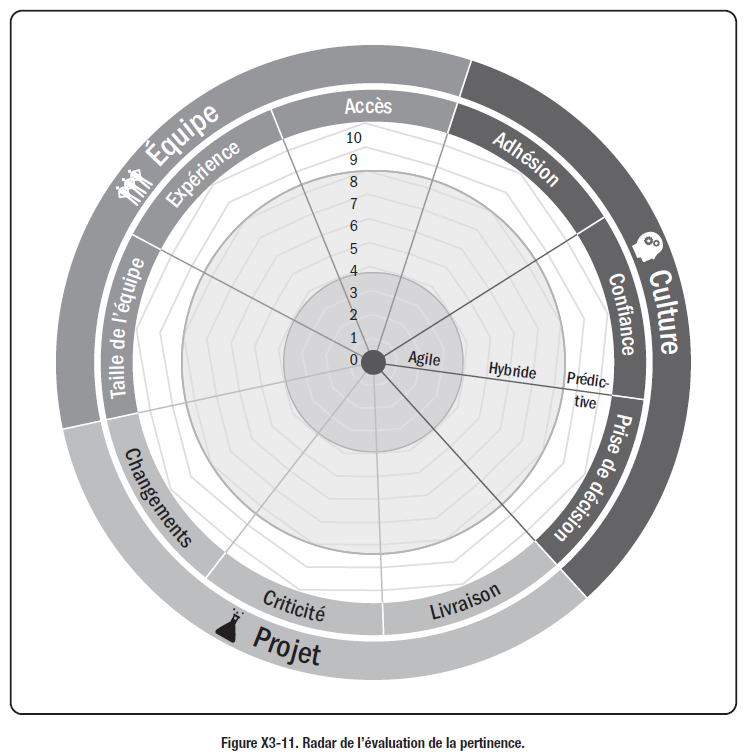 Équipe
Culture
Projet
Accès
Adhésion
Confiance
Prise de décision
Livraison
Criticité
Changements
Taille de l'équipe
Expérience
10
9
8
7
6
5
4
3
2
1
0
Agile
Hybride
Prédic-
tive
Figure X3-11. Radar de l'évaluation de la pertinence.